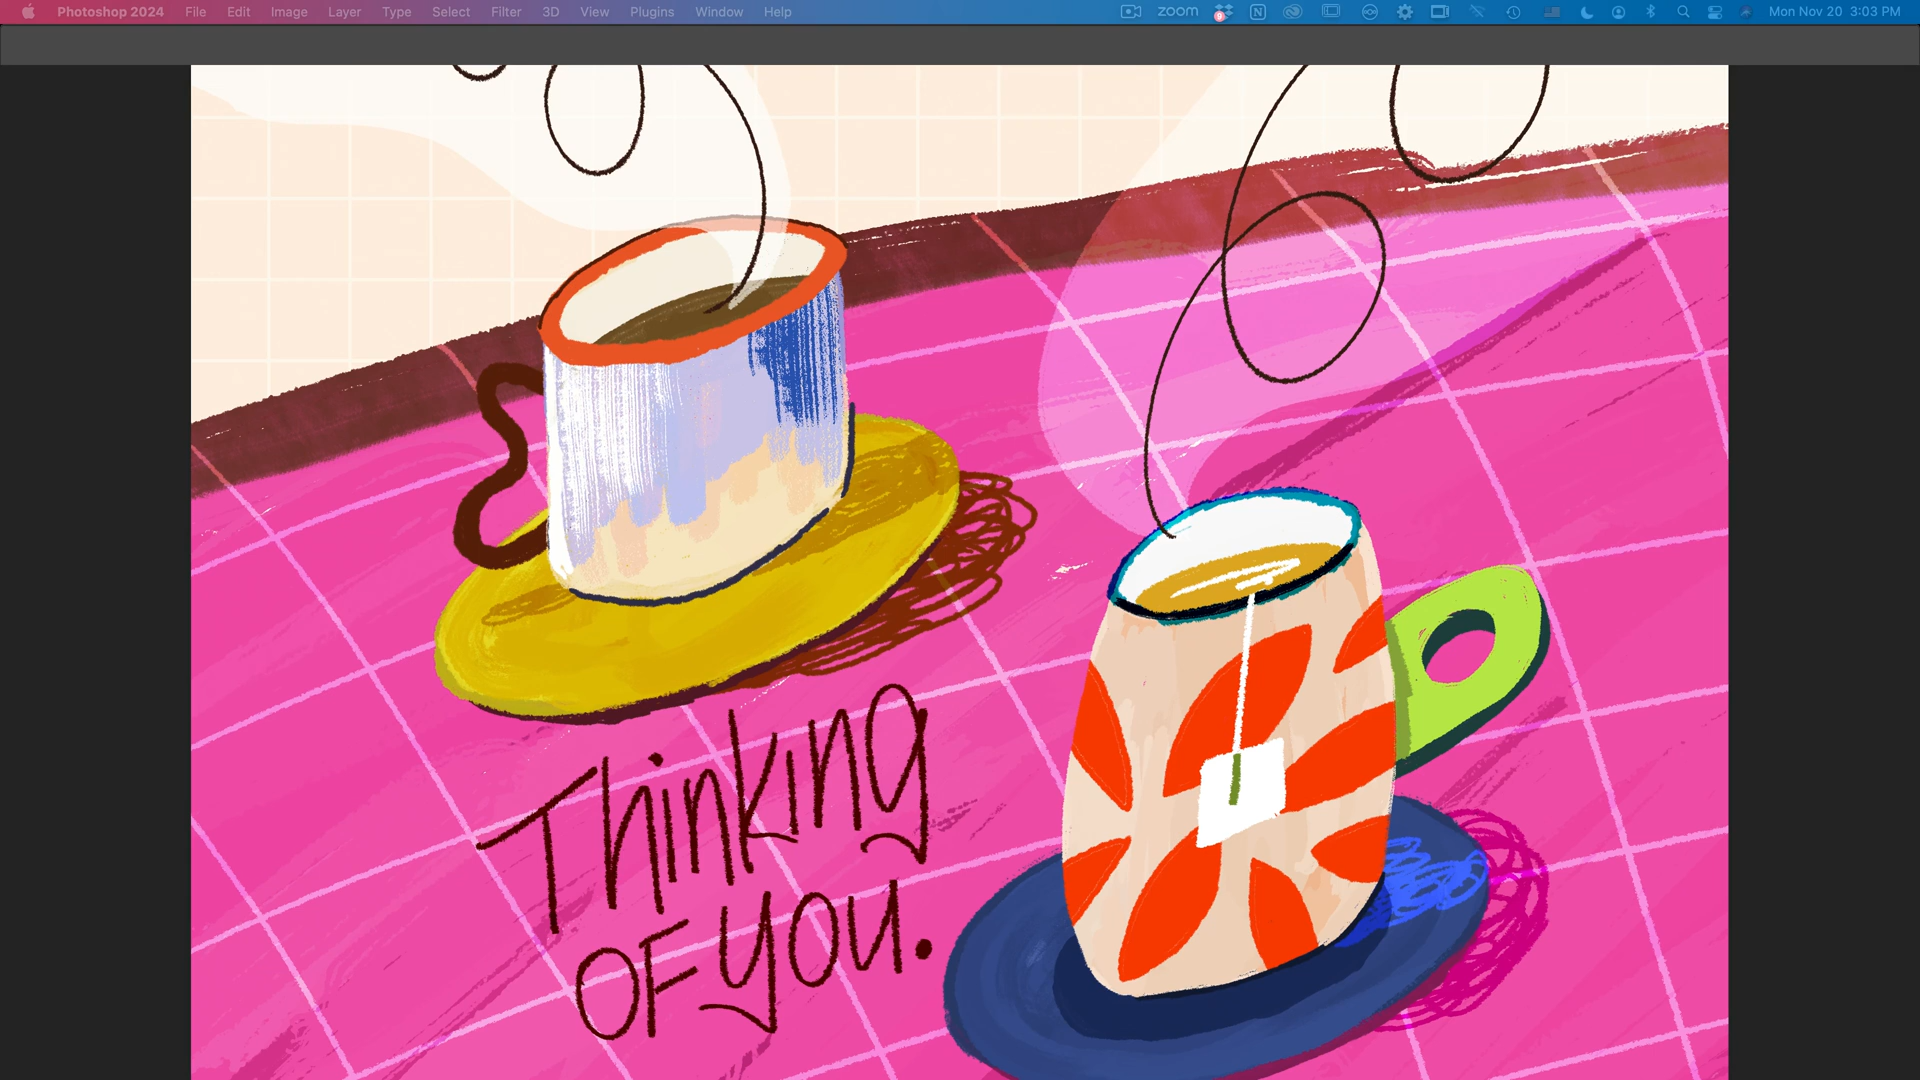 Photoshop 2024 File Edit Image Layer Type Select Filter 3D View Plugins Window Help zoom 9 Mon Nov 20 3:03 PM
Thinking
OF you.